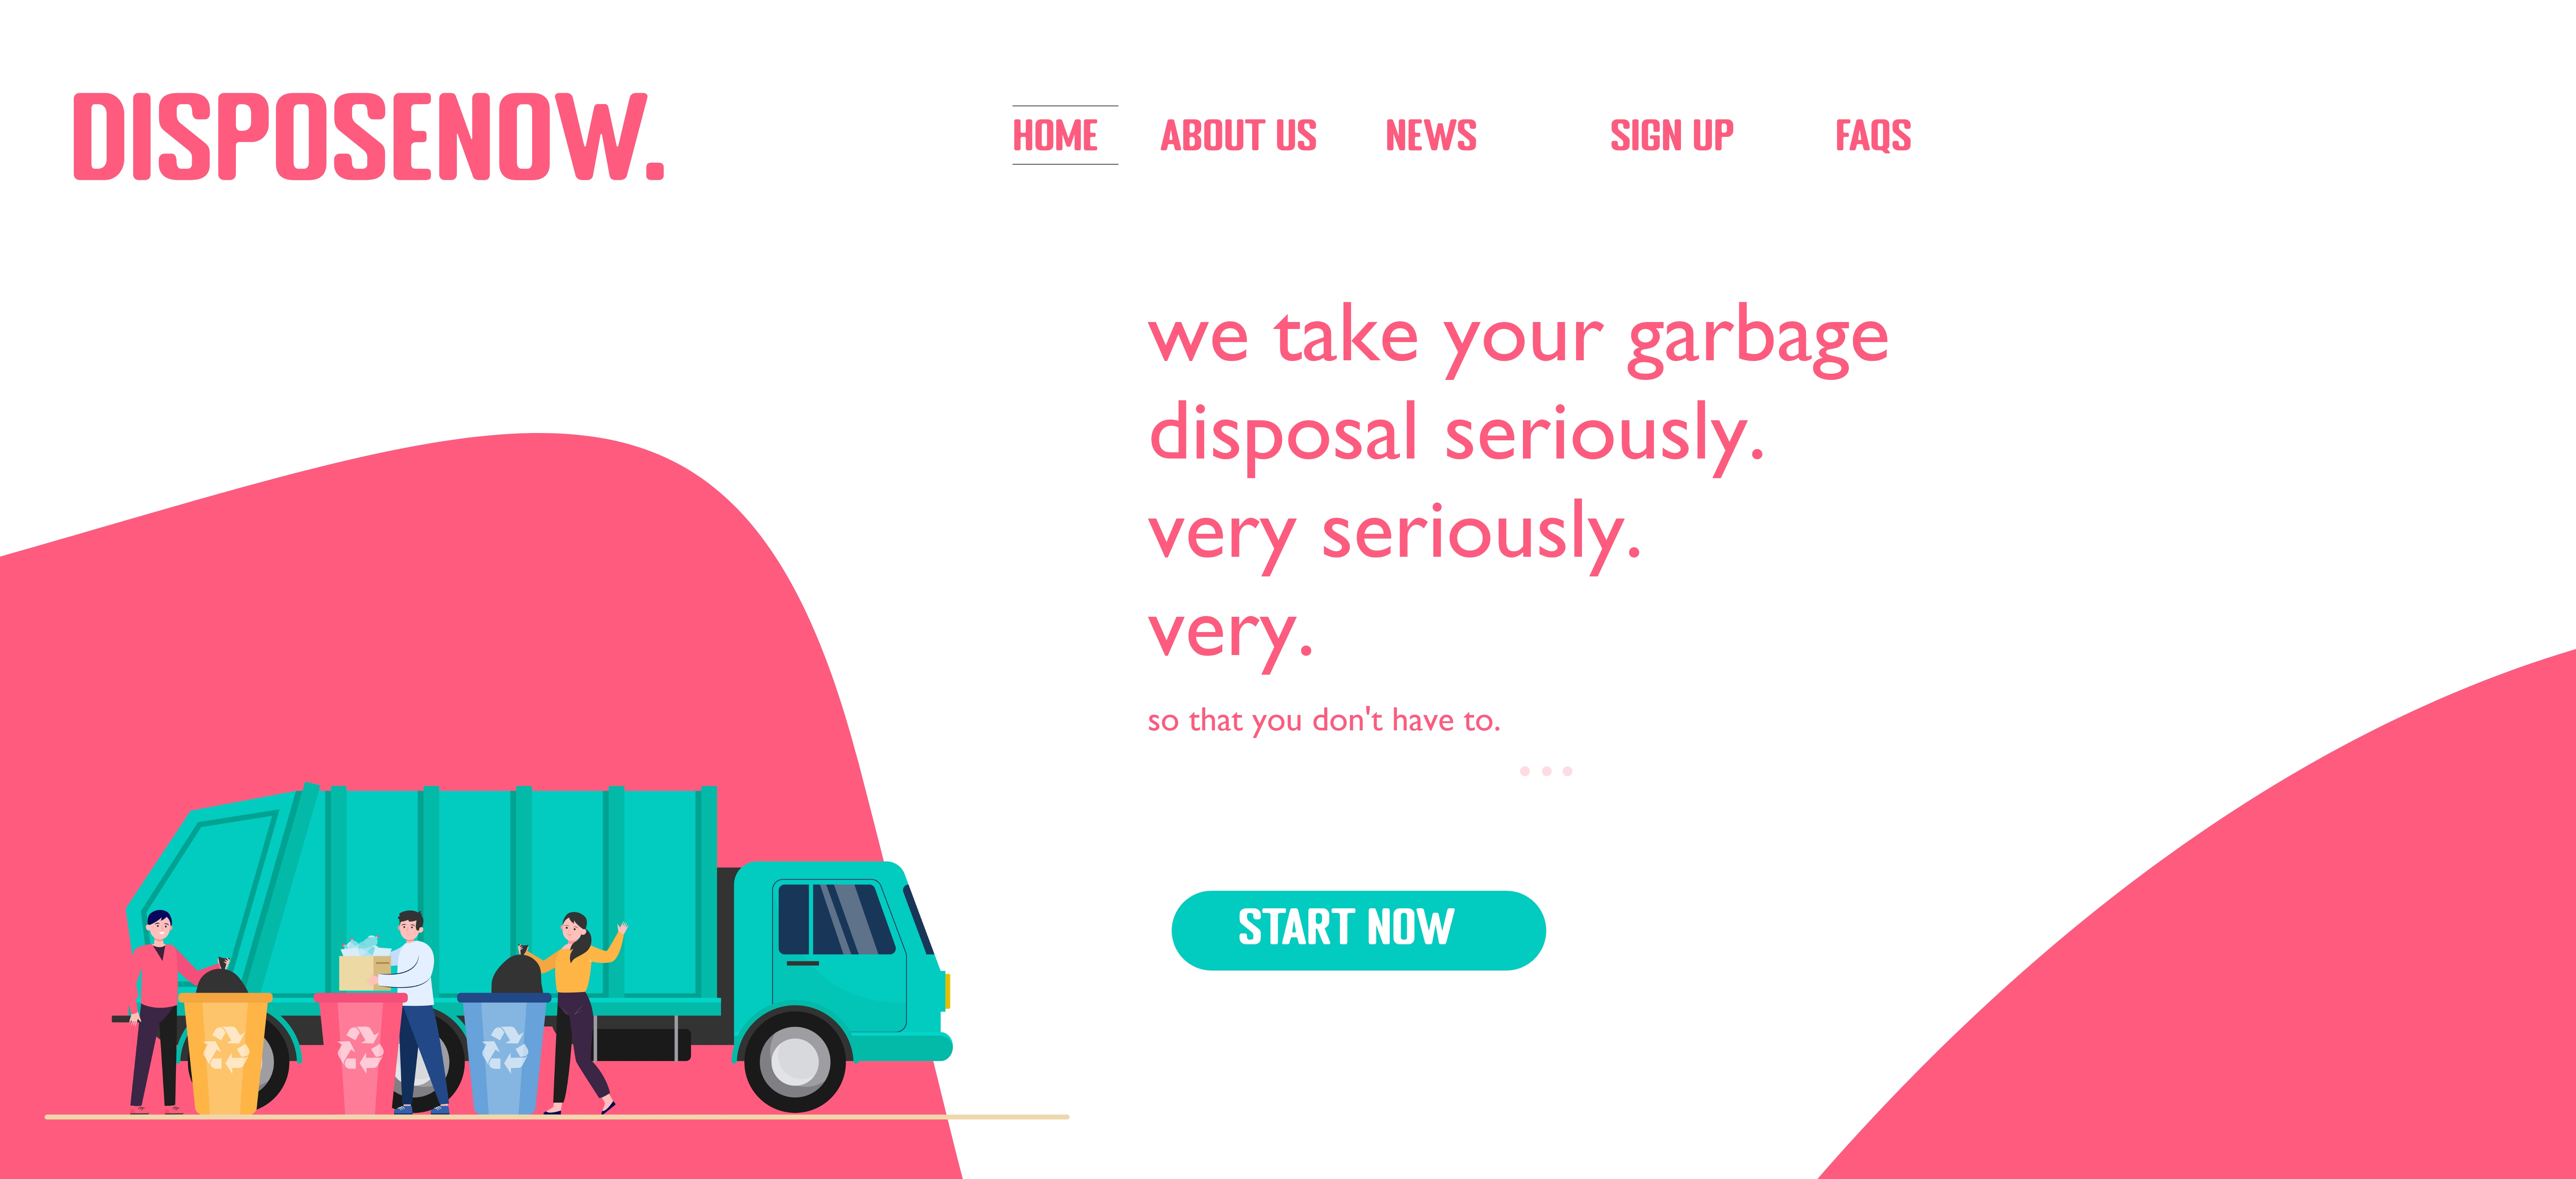 DISPOSENOW.
HOME ABOUT US NEWS SIGN UP FAQS
we take your garbage
disposal seriously.
very seriously.
very.
so that you don't have to.
START NOW